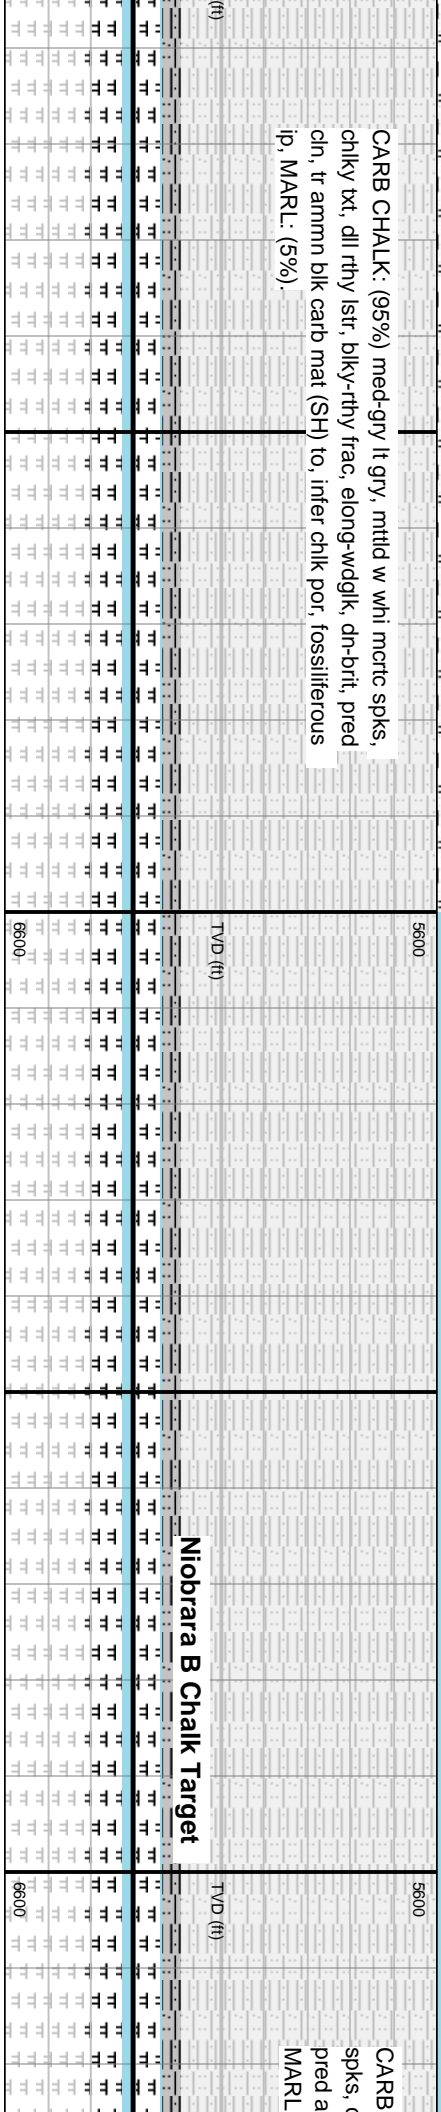 (ft)
CARB CHALK: (95%) med-gry lt gry, mttld w whi mcrtc spks,
chlky txt, dll rthy lstr, blky-rthy frac, elong-wdglk, dn-brit, pred
cln, tr ammn blk carb mat (SH) to, infer chlk por, fossiliferous
ip, MARL: (5%).
5600
TVD (ft)
6600
Niobrara B Chalk Target
5600
TVD (ft)
6600
CARB
spks, c
pred a
MARL